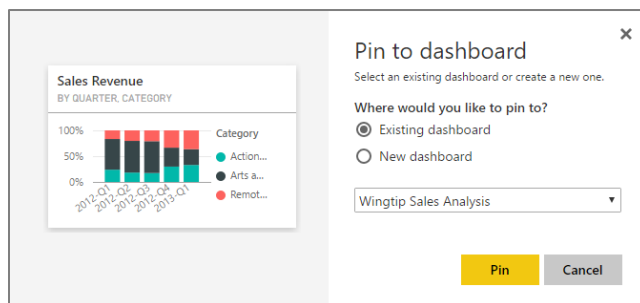 Sales Revenue
BY QUARTER, CATEGORY
100%
50%
0%
2012-Q1
2012-Q2
2012-Q3
2012-Q4
2013-Q1
Category
Action...
Arts a...
Remot...
Pin to dashboard
Select an existing dashboard or create a new one.
Where would you like to pin to?
Existing dashboard
New dashboard
Wingtip Sales Analysis
Pin Cancel